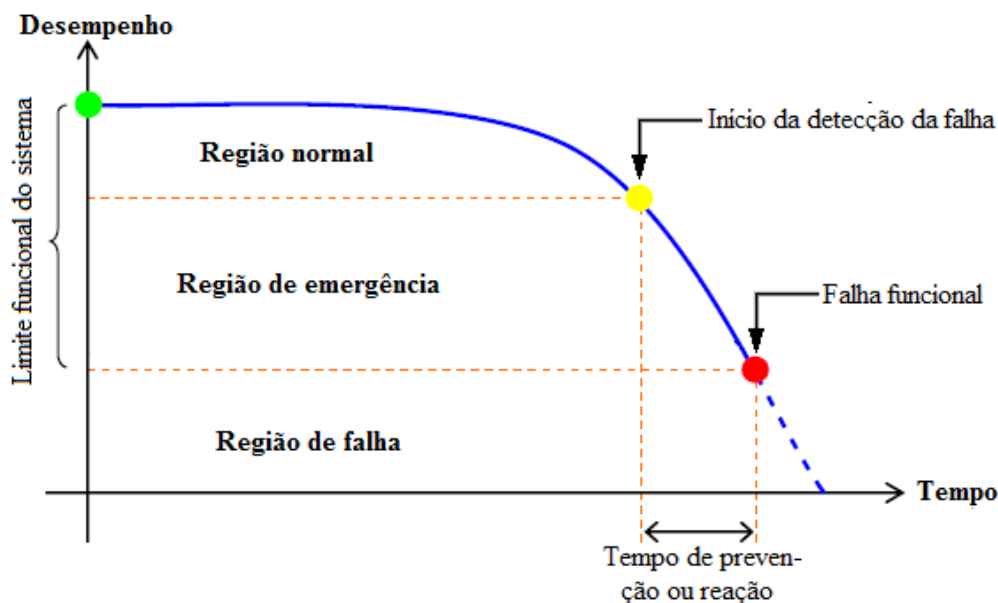 Desempenho
Limite funcional do sistema
Início da detecção da falha
Região normal
Região de emergência
Falha funcional
Região de falha
Tempo
Tempo de preven-
ção ou reação